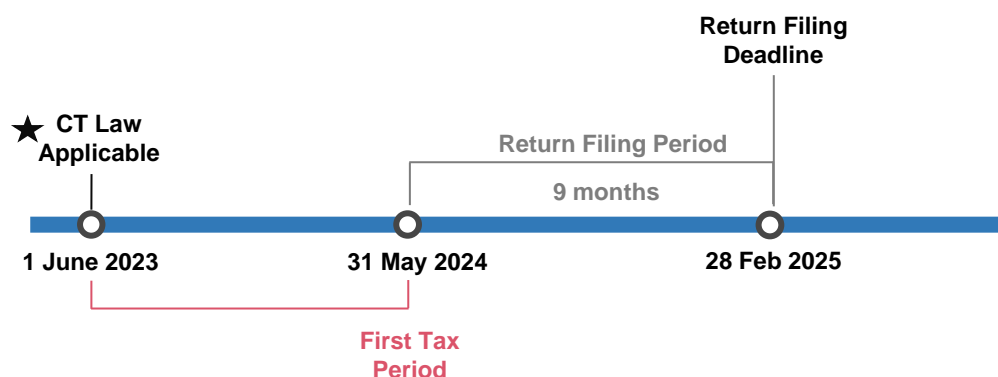 Return Filing
Deadline
CT Law
Applicable
Return Filing Period
9 months
1 June 2023
31 May 2024
28 Feb 2025
First Tax
Period